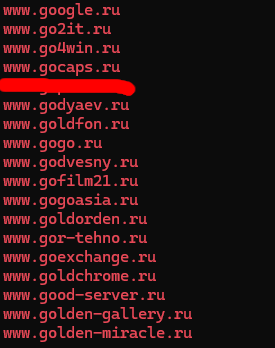 www.google.ru
www.go2it.ru
www.go4win.ru
www.gocaps.ru
www.godyaev.ru
www.goldfon.ru
www.gogo.ru
www.godvesny.ru
www.gofilm21.ru
www.gogoasia.ru
www.goldorden.ru
www.gor-tehno.ru
www.goexchange.ru
www.goldchrome.ru
www.good-server.ru
www.golden-gallery.ru
www.golden-miracle.ru